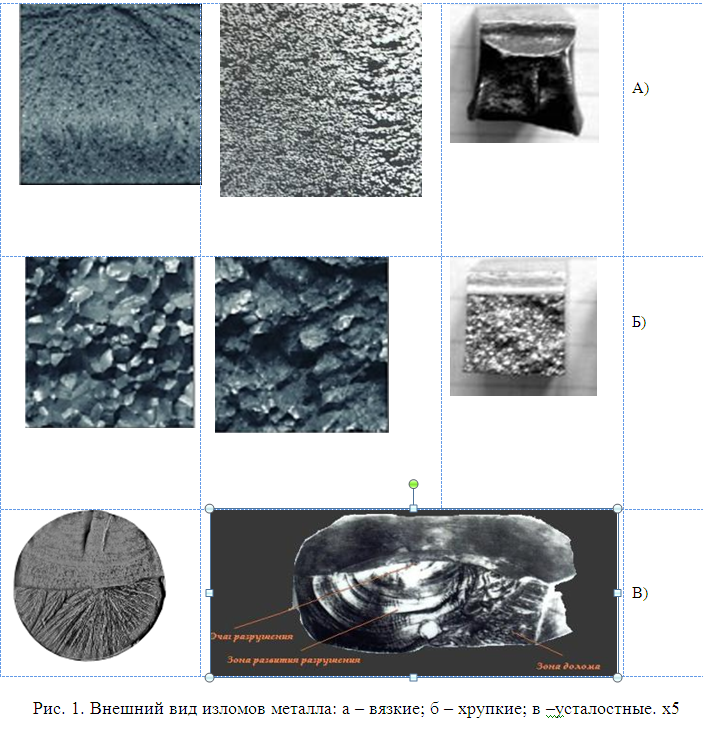 А)
Б)
В)
Очаг разрушения
Зона развития разрушения
Зона долома
Рис. 1. Внешний вид изломов металла: а – вязкие; б – хрупкие; в –усталостные. х5